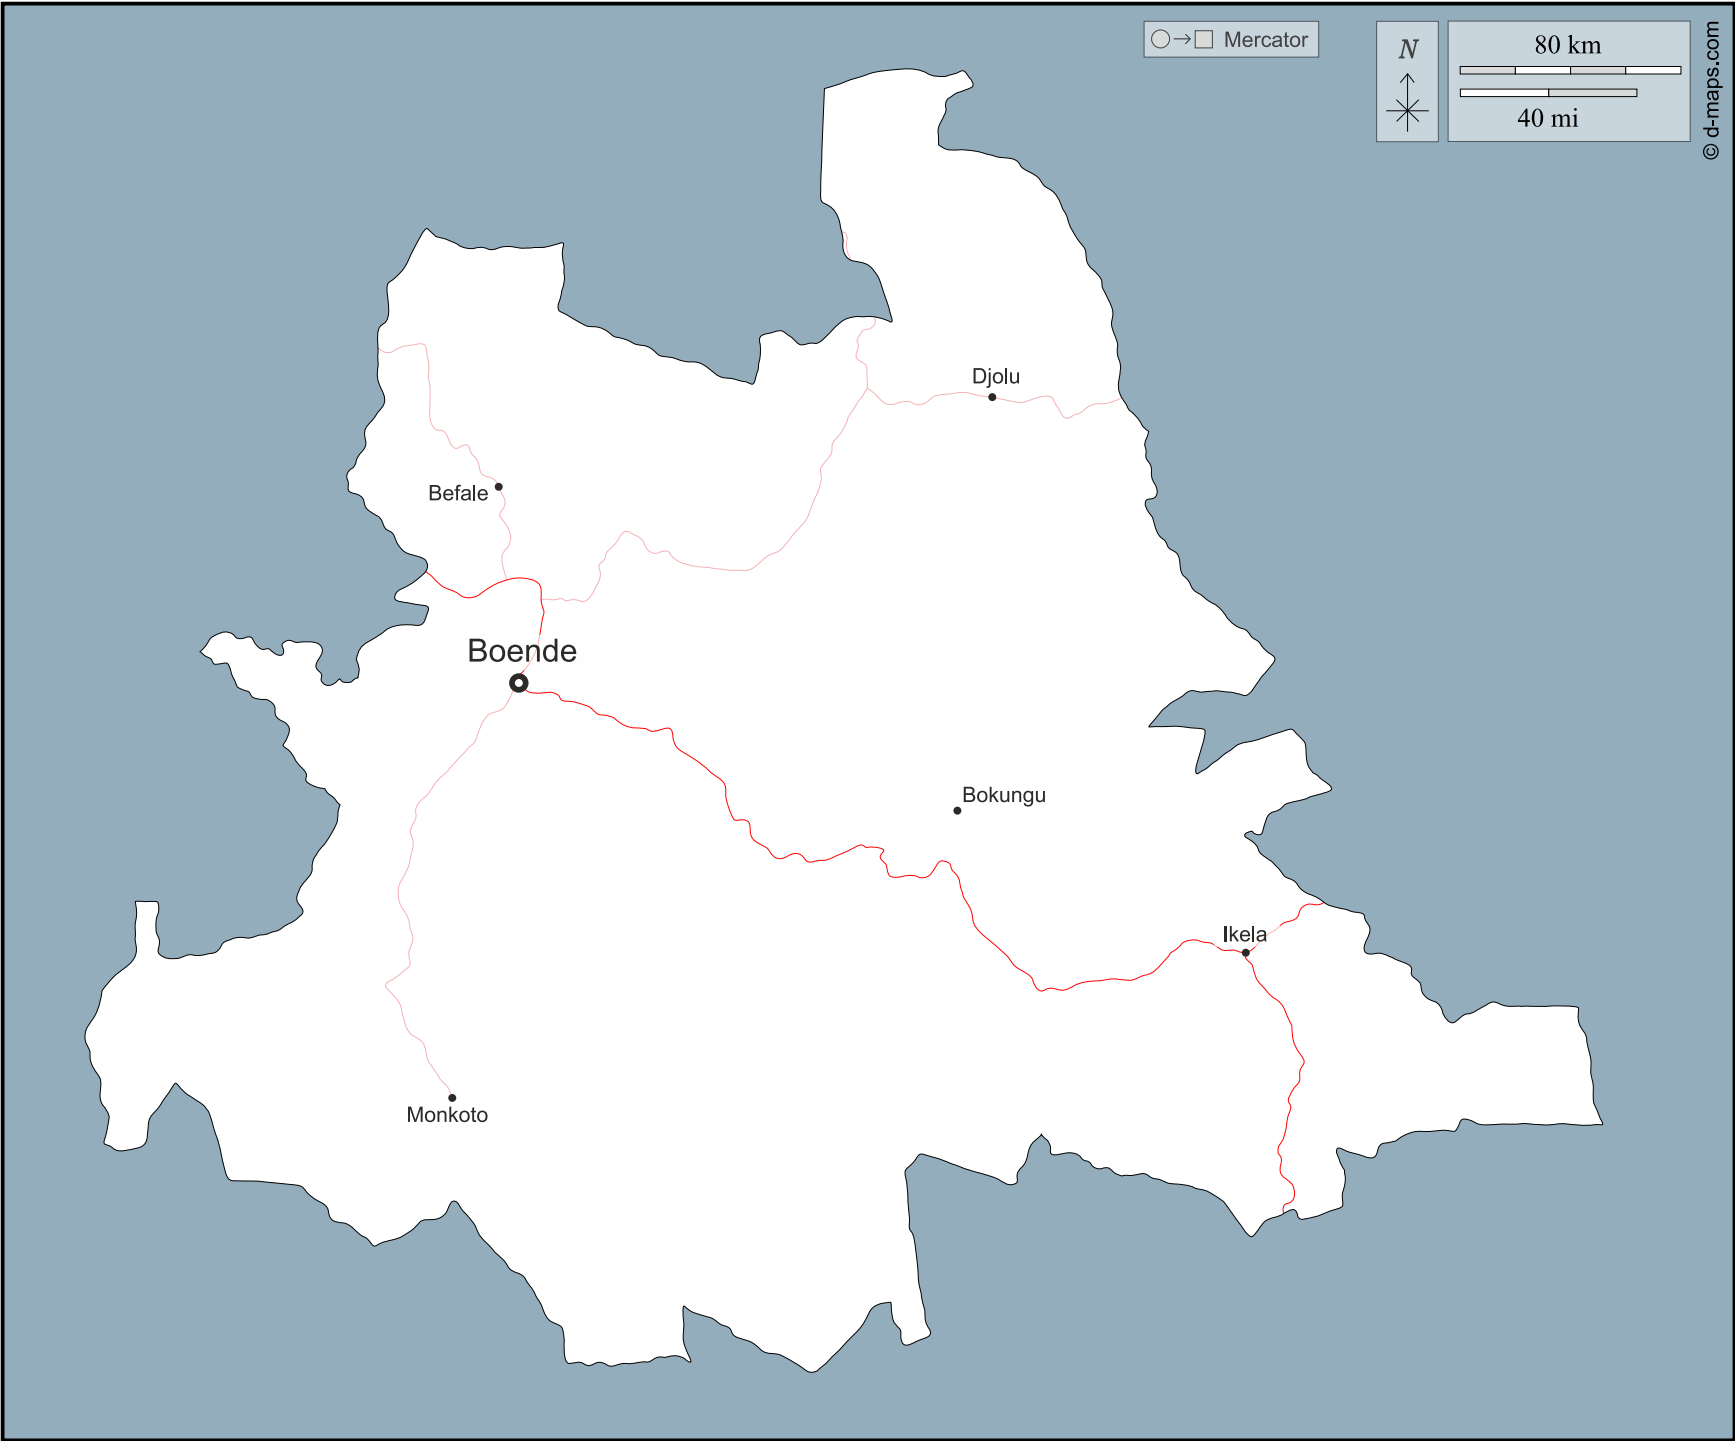 Mercator
N
80 km
40 mi
© d-maps.com
Djolu
Befale
Boende
Bokungu
Ikela
Monkoto